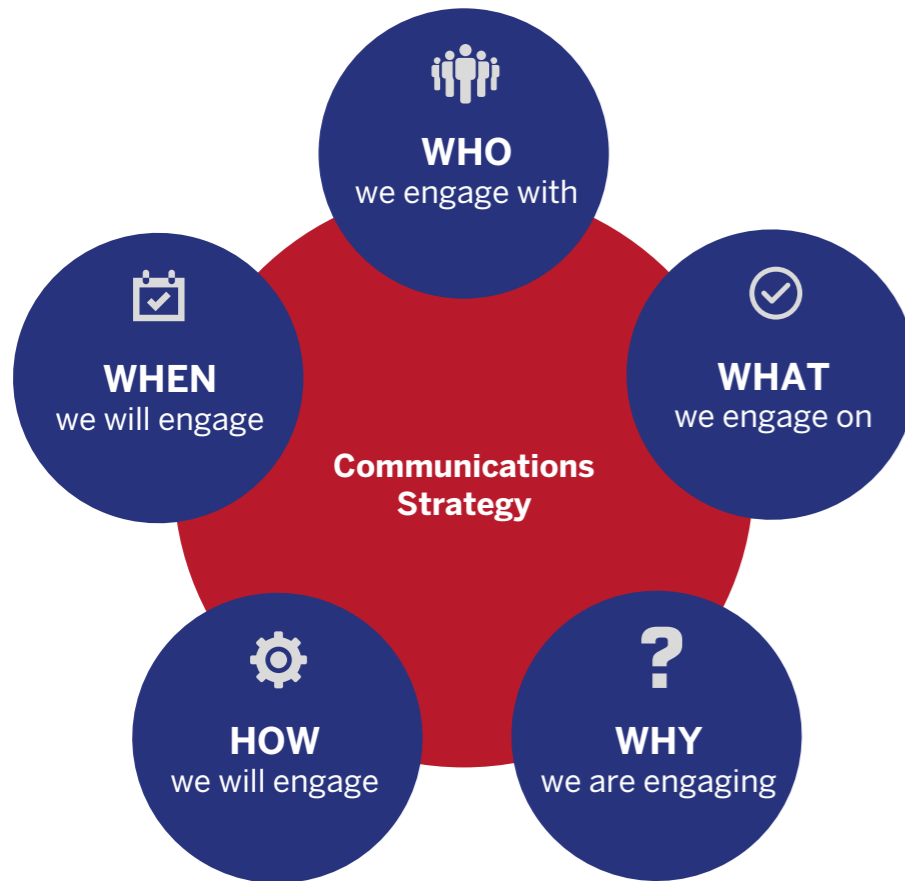 WHO
we engage with
WHAT
we engage on
WHEN
we will engage
Communications
Strategy
HOW
we will engage
?
WHY
we are engaging